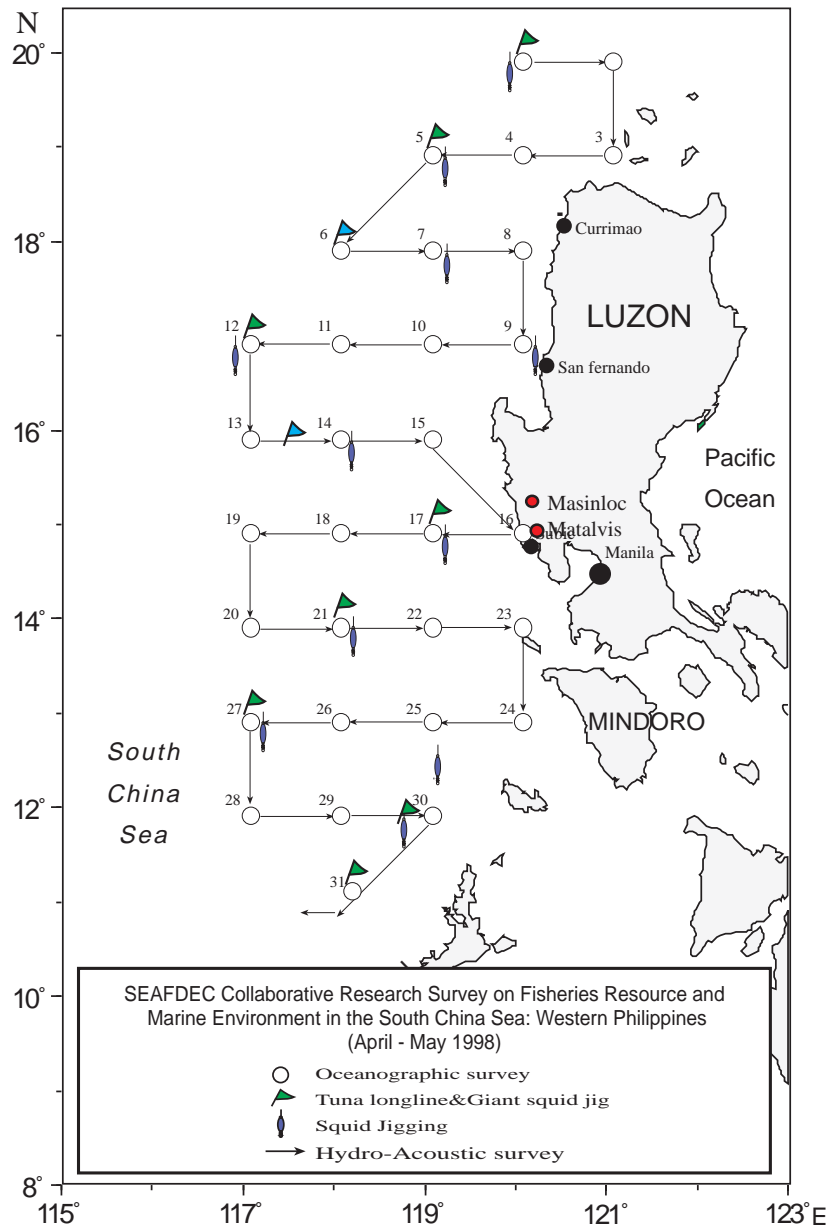 N
20°
5
4
3
6
7
8
Currimao
18°
LUZON
12
11
10
9
San fernando
16°
13
14
15
Pacific
Ocean
Masinloc
19
18
17
16
Matalvis
Subic
Manila
14°
20
21
22
23
27
26
25
24
MINDORO
South
China
Sea
12°
28
29
30
31
10°
SEAFDEC Collaborative Research Survey on Fisheries Resource and
Marine Environment in the South China Sea: Western Philippines
(April - May 1998)
Oceanographic survey
Tuna longline&Giant squid jig
Squid Jigging
Hydro-Acoustic survey
8°
115° 117° 119° 121° 123° E